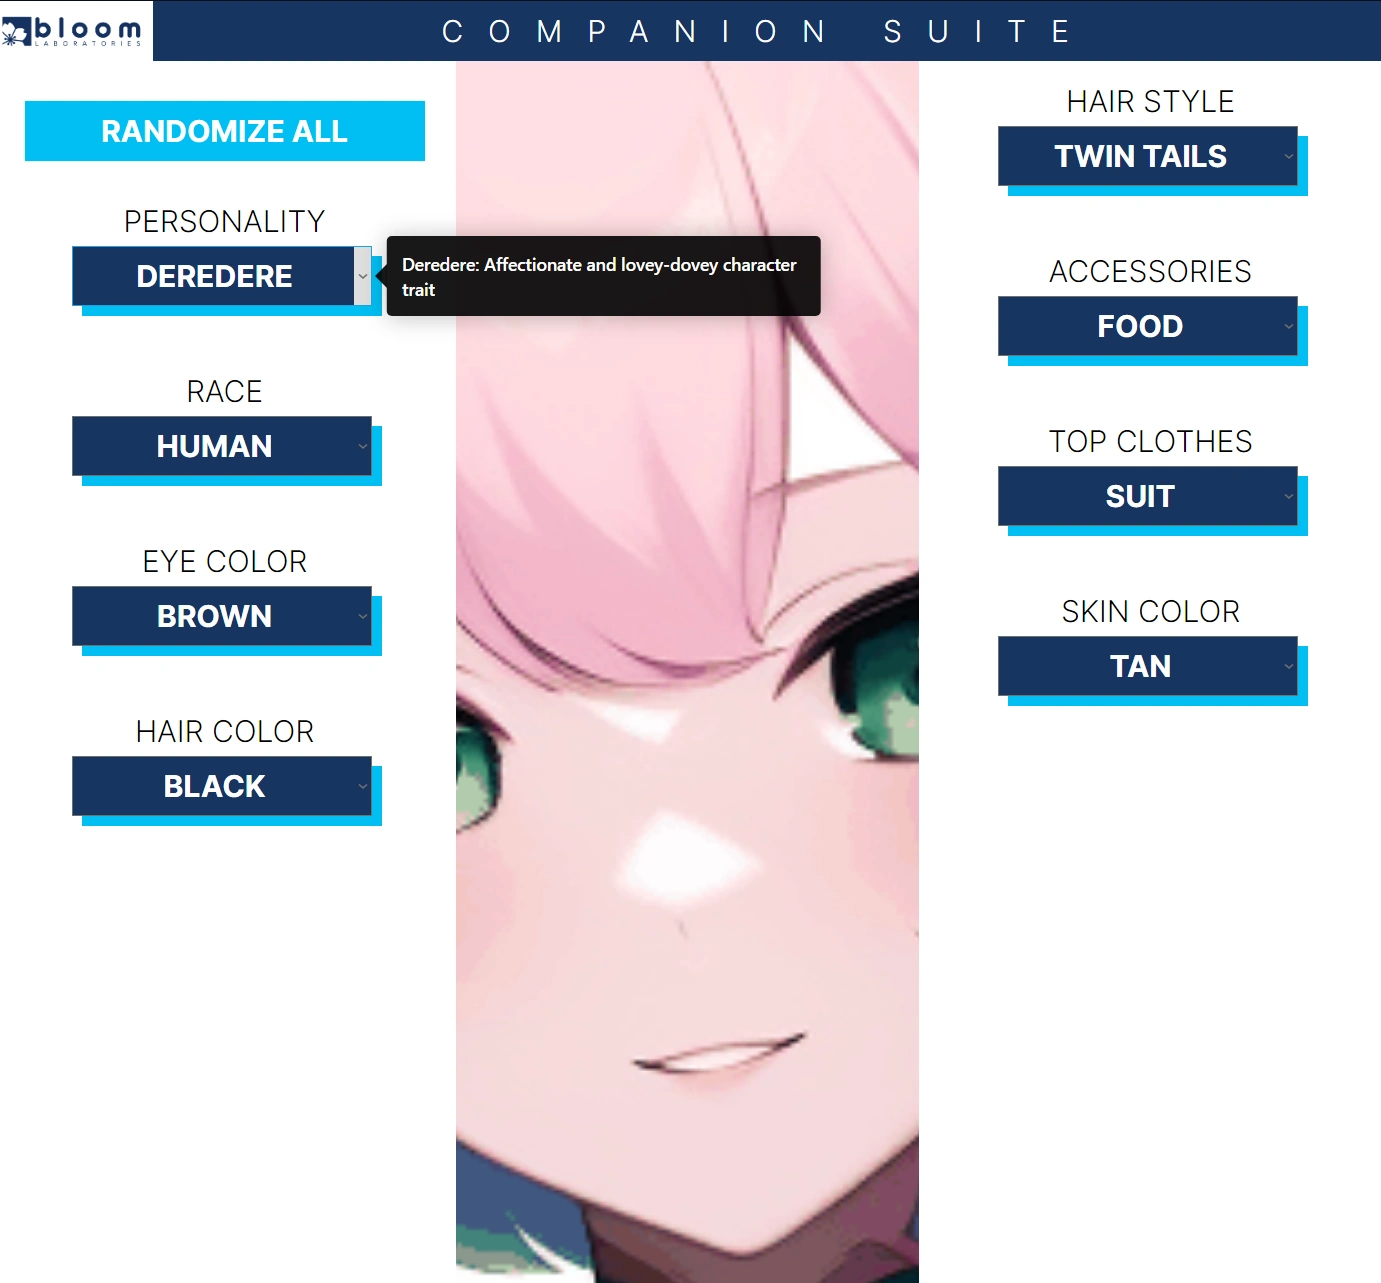 bloom
LABORATORIES
COMPANION SUITE
RANDOMIZE ALL
PERSONALITY
DEREDERE
Deredere: Affectionate and lovey-dovey character
trait
RACE
HUMAN
EYE COLOR
BROWN
HAIR COLOR
BLACK
HAIR STYLE
TWIN TAILS
ACCESSORIES
FOOD
TOP CLOTHES
SUIT
SKIN COLOR
TAN